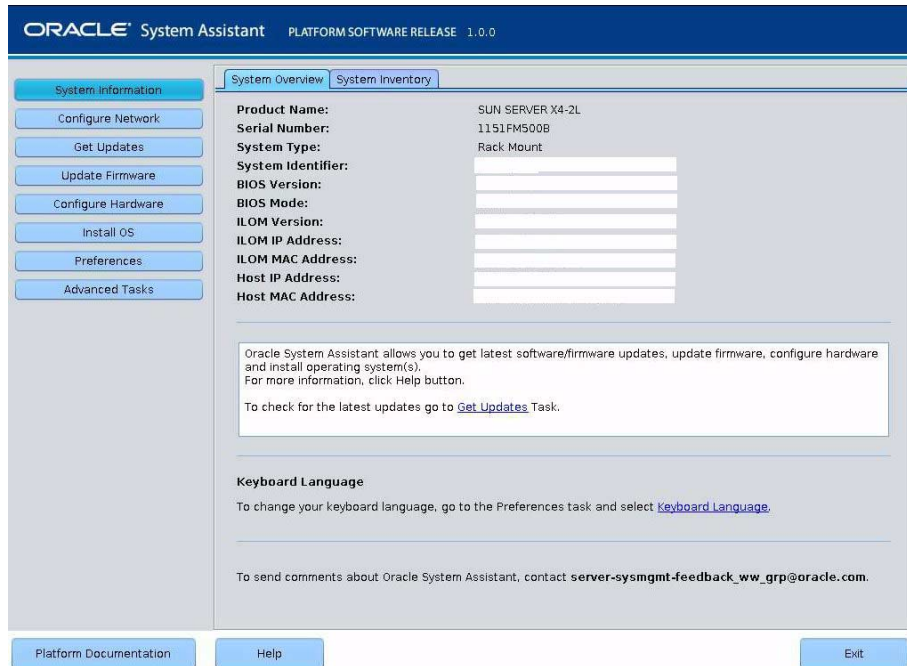 ORACLE System Assistant PLATFORM SOFTWARE RELEASE 1.0.0
System Information
Configure Network
Get Updates
Update Firmware
Configure Hardware
Install OS
Preferences
Advanced Tasks
System Overview System Inventory
Product Name: SUN SERVER X4-2L
Serial Number: 1151FM500B
System Type: Rack Mount
System Identifier:
BIOS Version:
BIOS Mode:
ILOM Version:
ILOM IP Address:
ILOM MAC Address:
Host IP Address:
Host MAC Address:
Oracle System Assistant allows you to get latest software/firmware updates, update firmware, configure hardware
and install operating system(s).
For more information, click Help button.
To check for the latest updates go to Get Updates Task.
Keyboard Language
To change your keyboard language, go to the Preferences task and select Keyboard Language.
To send comments about Oracle System Assistant, contact server-sysmgmt-feedback_ww_grp@oracle.com.
Platform Documentation Help Exit